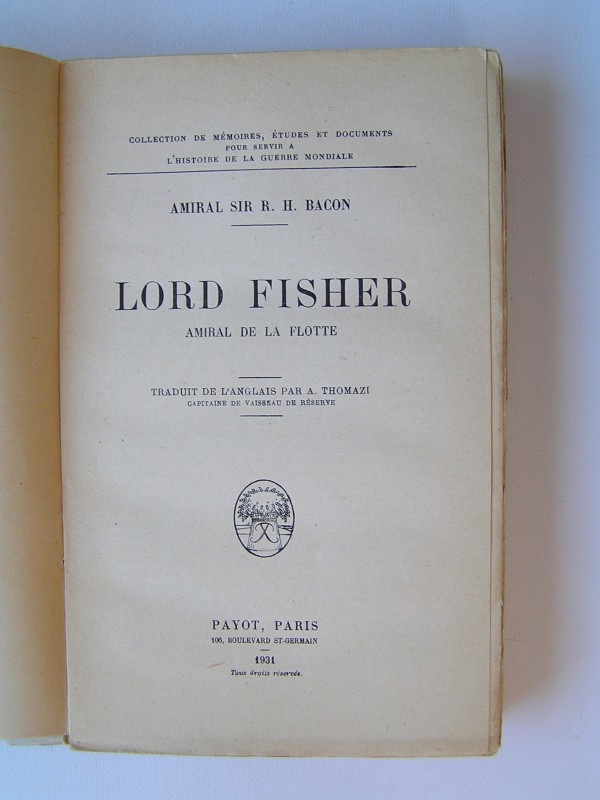 COLLECTION DE MÉMOIRES, ÉTUDES ET DOCUMENTS
POUR SERVIR A
L'HISTOIRE DE LA GUERRE MONDIALE
AMIRAL SIR R. H. BACON
LORD FISHER
AMIRAL DE LA FLOTTE
TRADUIT DE L'ANGLAIS PAR A. THOMAZI
CAPITAINE DE VAISSEAU DE RÉSERVE
PAYOT, PARIS
106, BOULEVARD ST-GERMAIN
1931
Tous droits réservés.